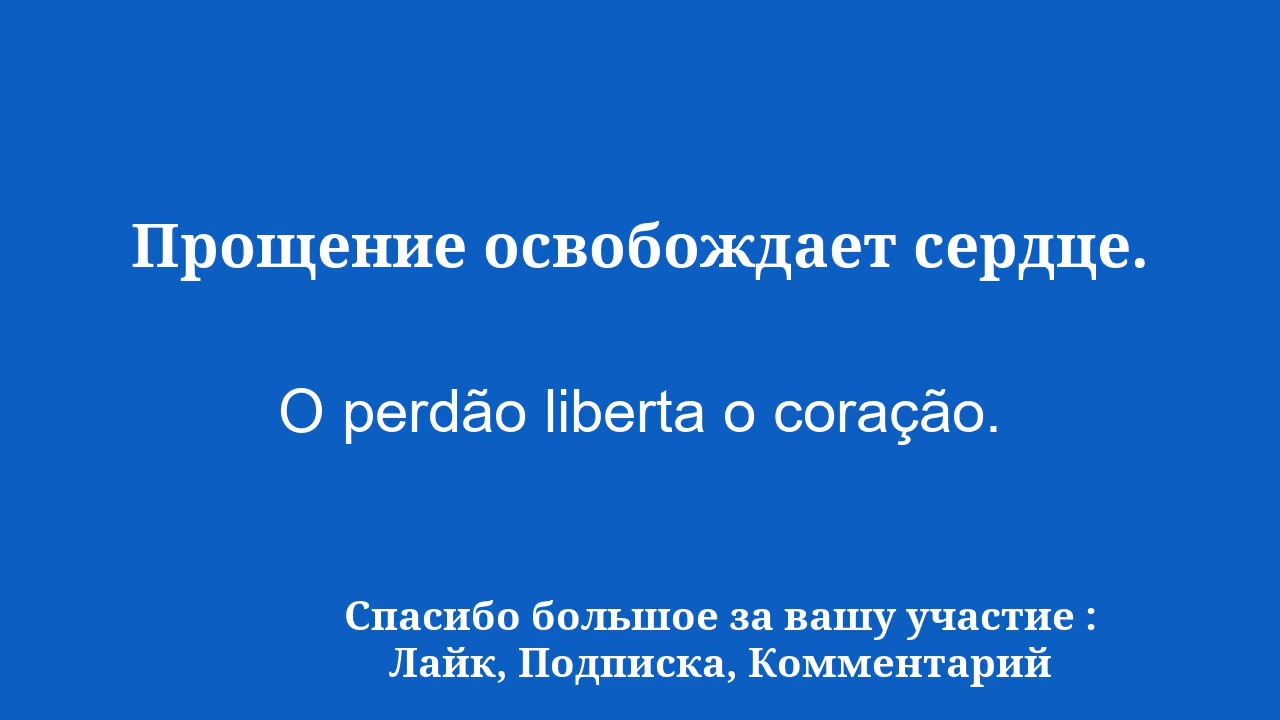 Прощение освобождает сердце.
O perdão liberta o coração.
Спасибо большое за вашу участие :
Лайк, Подписка, Комментарий